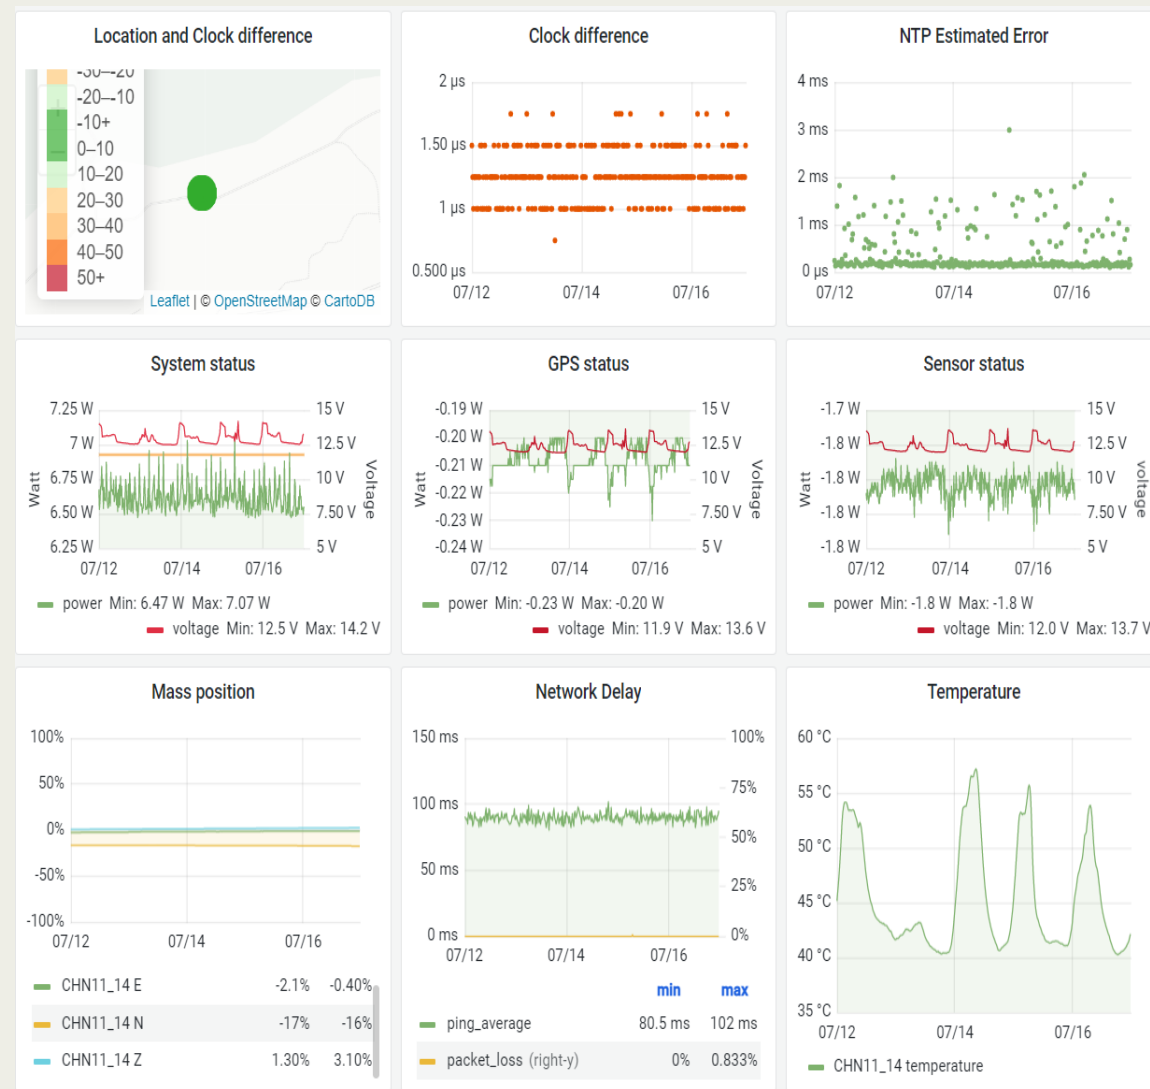 Location and Clock difference
-30–-20
-20–-10
-10+
0–10
10–20
20–30
30–40
40–50
50+
Leaflet | © OpenStreetMap © CartoDB
Clock difference
2 µs
1.50 µs
1 µs
0.500 µs
07/12 07/14 07/16
NTP Estimated Error
4 ms
3 ms
2 ms
1 ms
0 µs
07/12 07/14 07/16
System status
7.25 W 15 V
7 W 12.5 V
6.75 W 10 V
6.50 W 7.50 V
6.25 W 5 V
Watt
Voltage
07/12 07/14 07/16
power Min: 6.47 W Max: 7.07 W
voltage Min: 12.5 V Max: 14.2 V
GPS status
-0.19 W 15 V
-0.20 W 12.5 V
-0.21 W 10 V
-0.22 W 7.50 V
-0.23 W
-0.24 W 5 V
Watt
Voltage
07/12 07/14 07/16
power Min: -0.23 W Max: -0.20 W
voltage Min: 11.9 V Max: 13.6 V
Sensor status
-1.7 W 15 V
-1.8 W 12.5 V
-1.8 W 10 V
-1.8 W 7.50 V
-1.8 W 5 V
Watt
Voltage
07/12 07/14 07/16
power Min: -1.8 W Max: -1.8 W
voltage Min: 12.0 V Max: 13.7 V
Mass position
100%
50%
0%
-50%
-100%
07/12 07/14 07/16
CHN11_14 E -2.1% -0.40%
CHN11_14 N -17% -16%
CHN11_14 Z 1.30% 3.10%
Network Delay
150 ms 100%
75%
100 ms
50%
50 ms
25%
0 ms 0%
07/12 07/14 07/16
min max
ping_average 80.5 ms 102 ms
packet_loss (right-y) 0% 0.833%
Temperature
60 °C
55 °C
50 °C
45 °C
40 °C
35 °C
07/12 07/14 07/16
CHN11_14 temperature